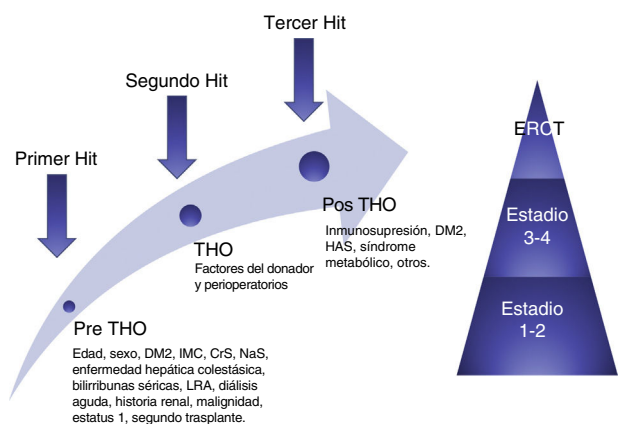 Tercer Hit
Segundo Hit
Primer Hit
Pre THO
Edad, sexo, DM2, IMC, CrS, NaS,
enfermedad hepática colestásica,
bilirribunas séricas, LRA, diálisis
aguda, historia renal, malignidad,
estatus 1, segundo trasplante.
THO
Factores del donador
y perioperatorios
Pos THO
Inmunosupresión, DM2,
HAS, síndrome
metabólico, otros.
ERCT
Estadio
3-4
Estadio
1-2